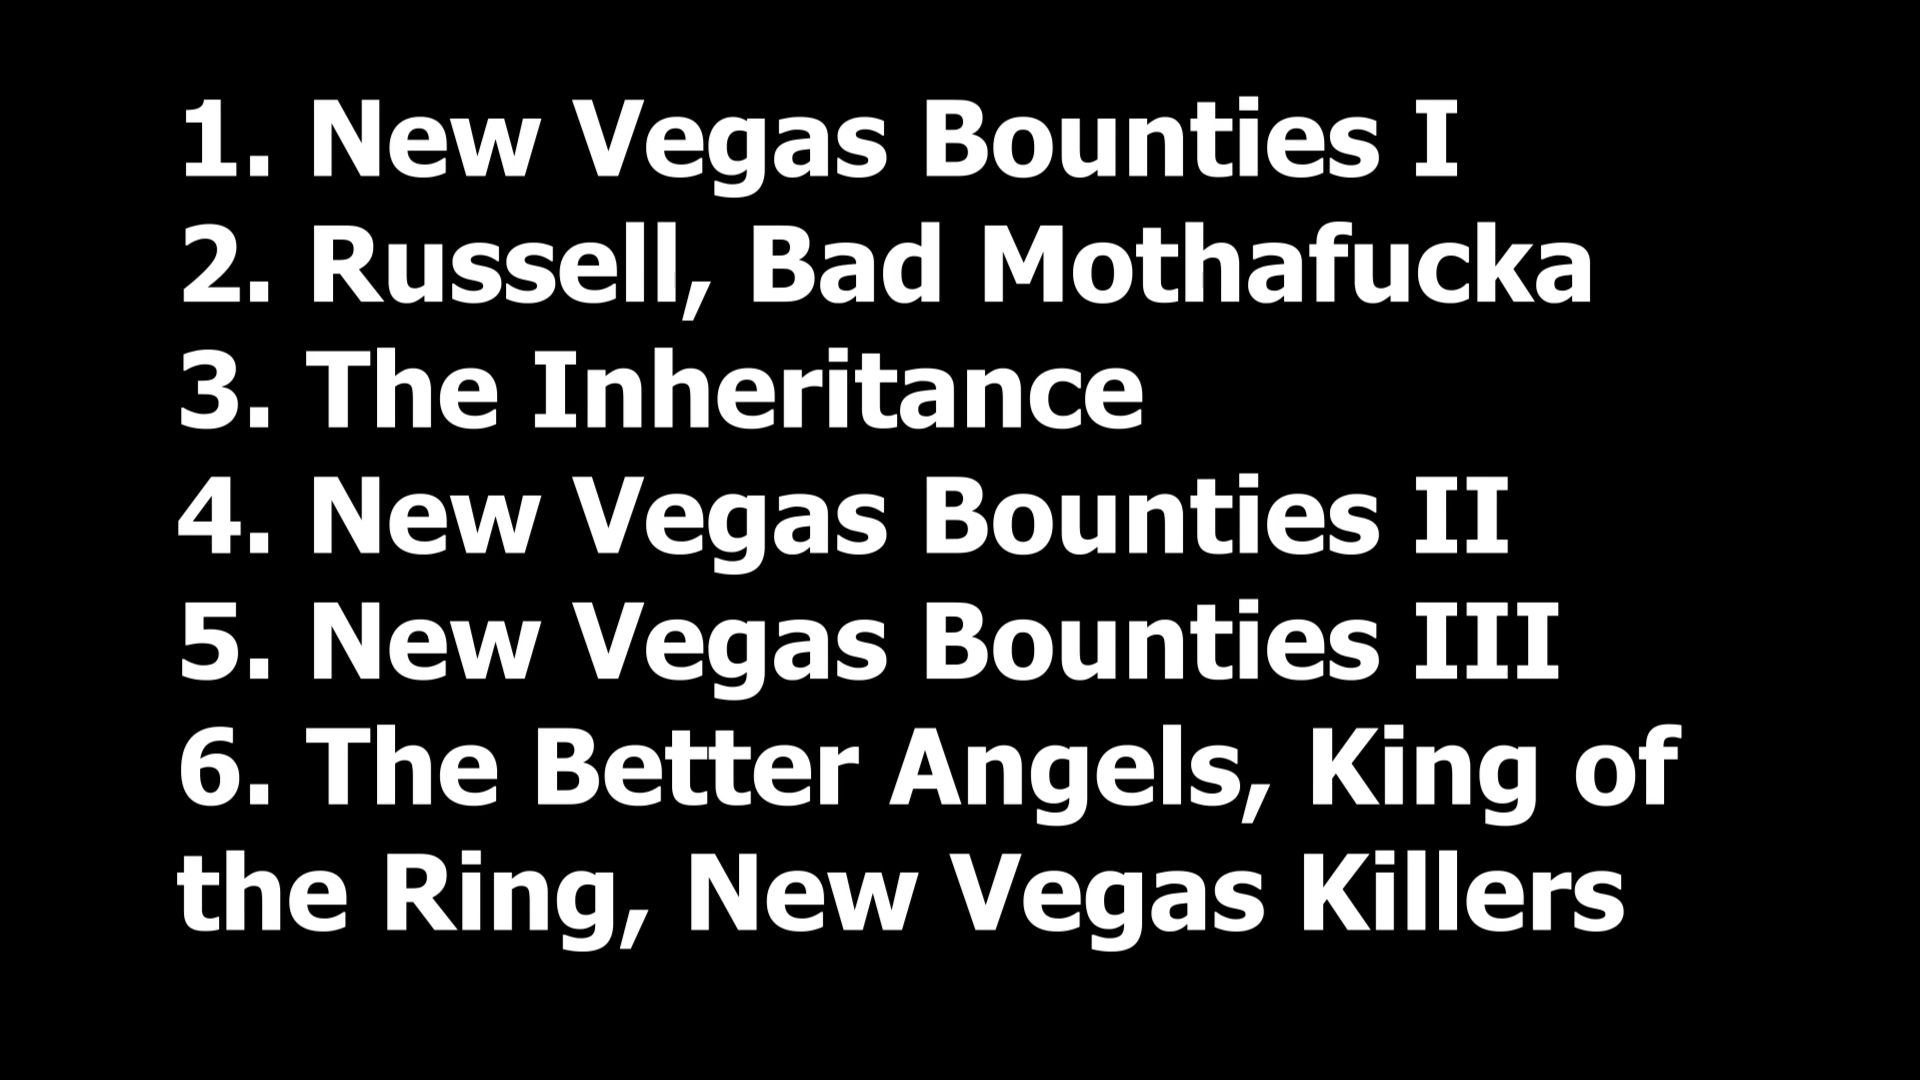 1. New Vegas Bounties I
2. Russell, Bad Mothafucka
3. The Inheritance
4. New Vegas Bounties II
5. New Vegas Bounties III
6. The Better Angels, King of
the Ring, New Vegas Killers